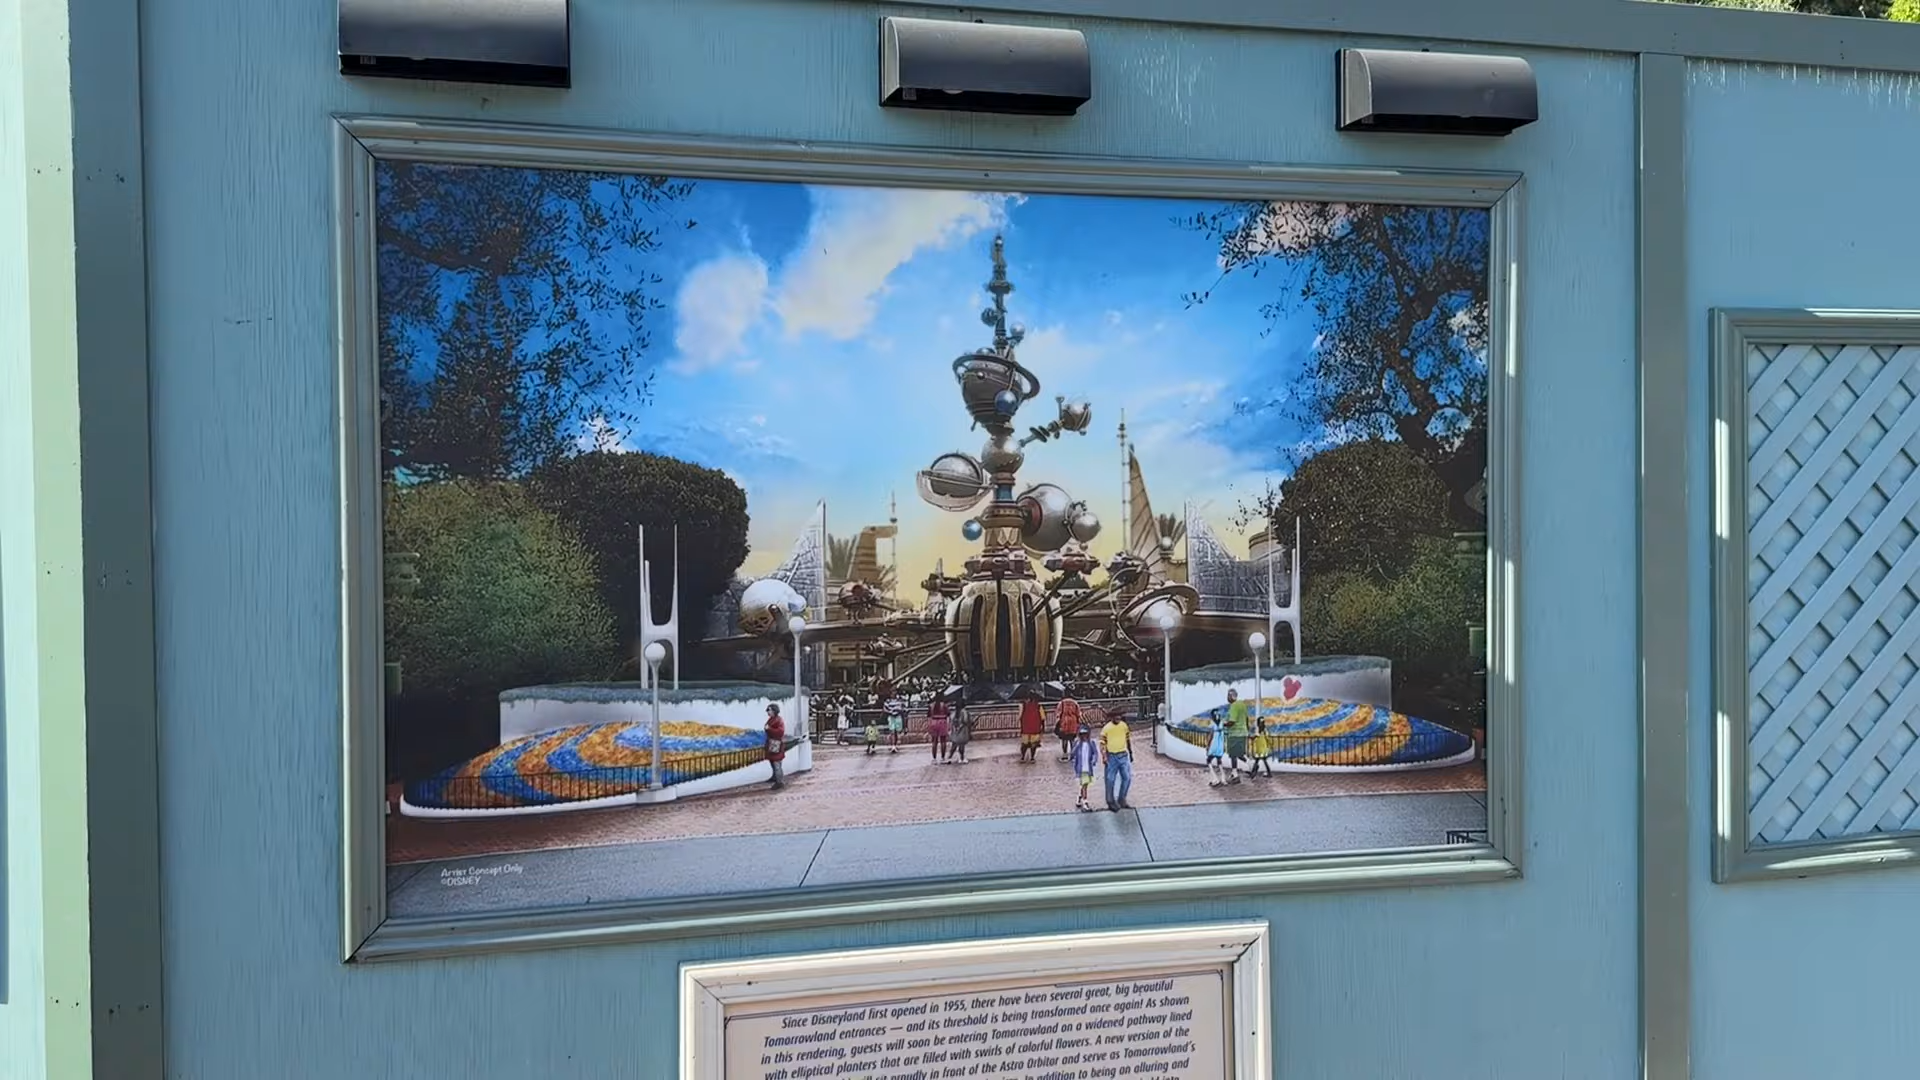 Artist Concept Only
©DISNEY
Since Disneyland first opened in 1955, there have been several great, big beautiful
Tomorrowland entrances — and its threshold is being transformed once again! As shown
in this rendering, guests will soon be entering Tomorrowland on a widened pathway lined
with elliptical planters that are filled with swirls of colorful flowers. A new version of the
will sit proudly in front of the Astro Orbitor and serve as Tomorrowland's
In addition to being an alluring and